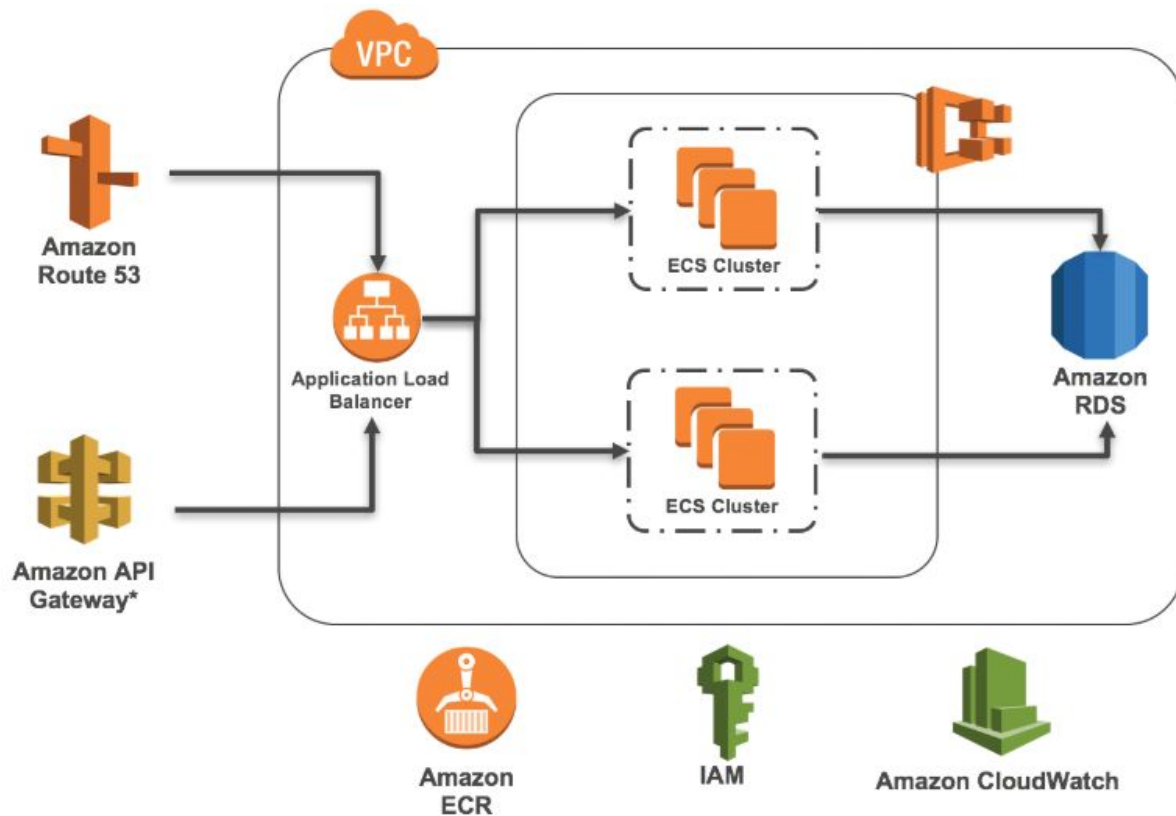 VPC
Amazon
Route 53
ECS Cluster
Application Load
Balancer
Amazon
RDS
ECS Cluster
Amazon API
Gateway*
Amazon
ECR
IAM
Amazon CloudWatch